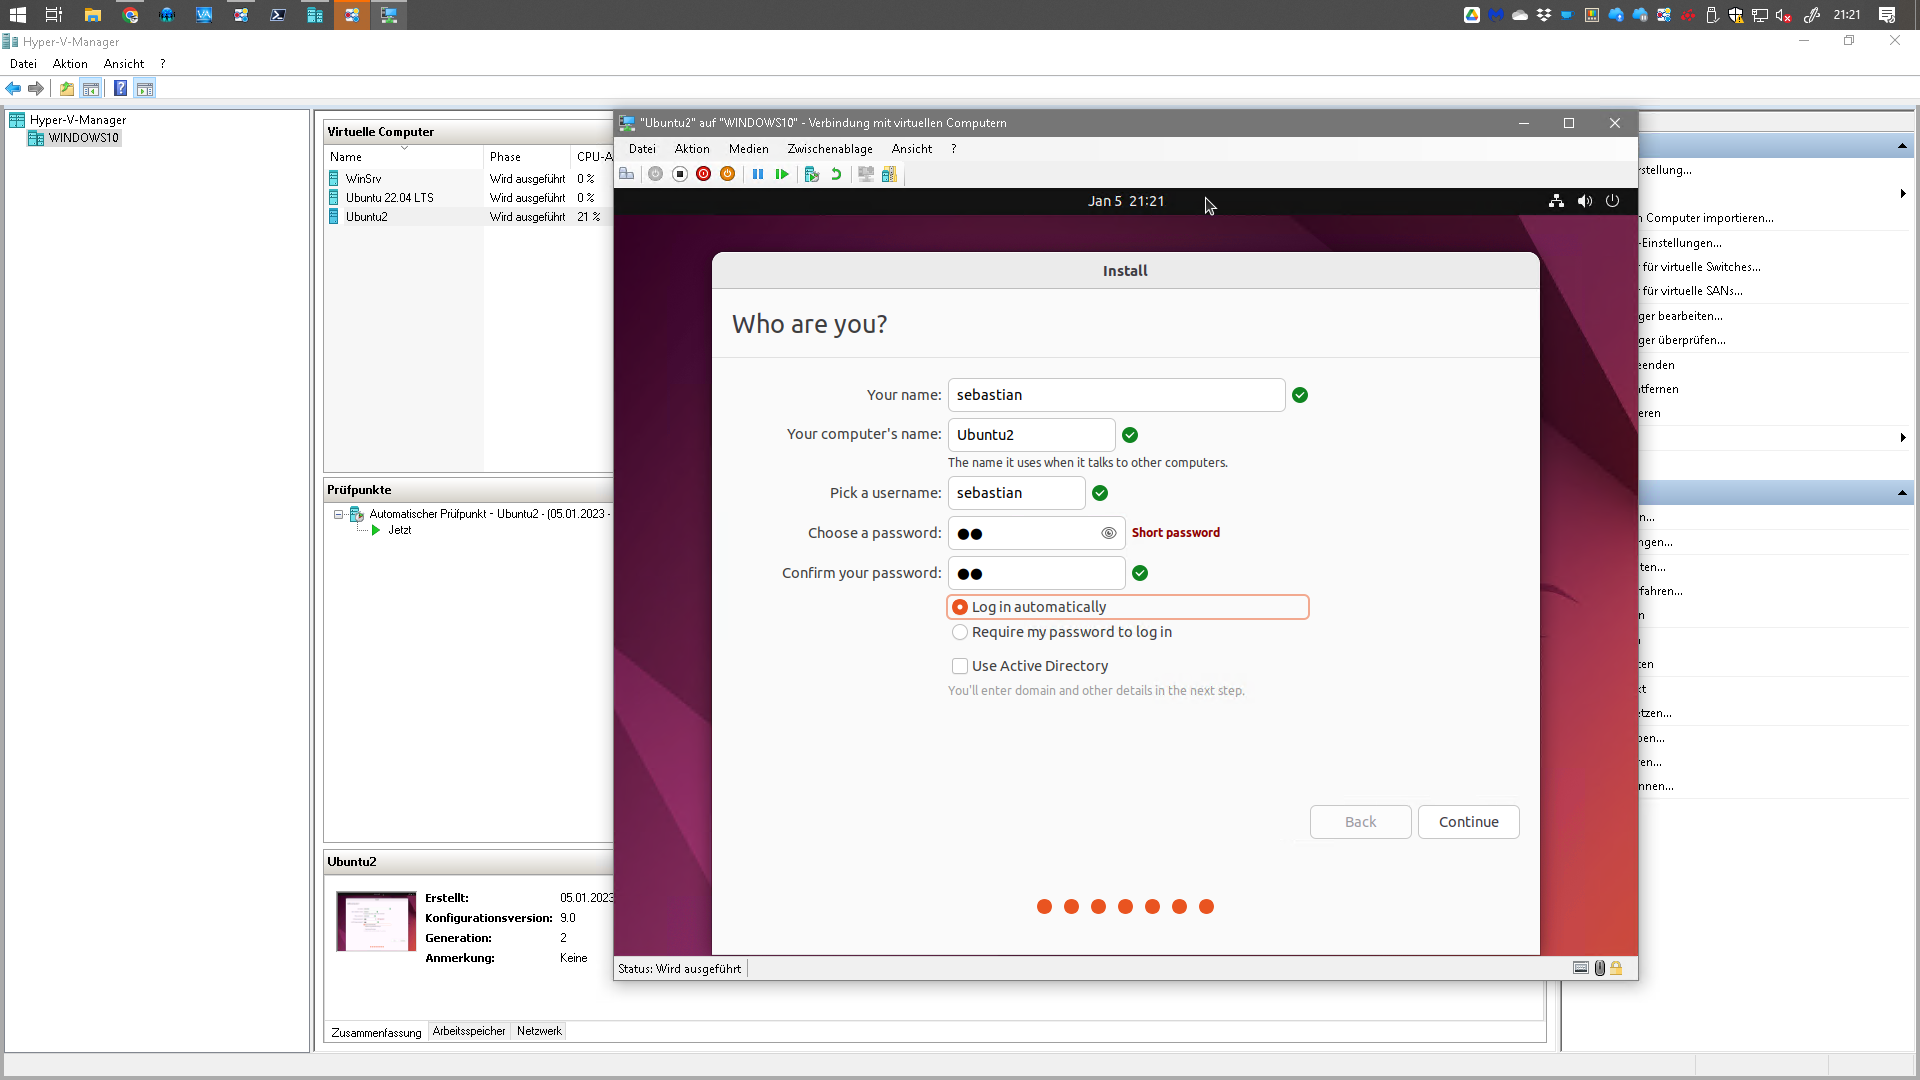 21:21
Hyper-V-Manager
Datei Aktion Ansicht ?
Hyper-V-Manager
WINDOWS10
Virtuelle Computer
Name Phase CPU-A
WinSrv Wird ausgeführt 0 %
Ubuntu 22.04 LTS Wird ausgeführt 0 %
Ubuntu2 Wird ausgeführt 21 %
Prüfpunkte
Automatischer Prüfpunkt - Ubuntu2 - (05.01.2023 -
Jetzt
Ubuntu2
Erstellt: 05.01.2023
Konfigurationsversion: 9.0
Generation: 2
Anmerkung: Keine
Zusammenfassung Arbeitsspeicher Netzwerk
"Ubuntu2" auf "WINDOWS10" - Verbindung mit virtuellen Computern
Datei Aktion Medien Zwischenablage Ansicht ?
Jan 5 21:21
Install
Who are you?
Your name: sebastian
Your computer's name: Ubuntu2
The name it uses when it talks to other computers.
Pick a username: sebastian
Choose a password: ●● Short password
Confirm your password: ●●
Log in automatically
Require my password to log in
Use Active Directory
You'll enter domain and other details in the next step.
Back Continue
Status: Wird ausgeführt
stellung...
Computer importieren...
-Einstellungen...
für virtuelle Switches...
für virtuelle SANs...
ger bearbeiten...
ger überprüfen...
eenden
tfernen
eren
n...
ngen...
ten...
rfahren...
n
ten
kt
etzen...
ben...
ren...
nnen...